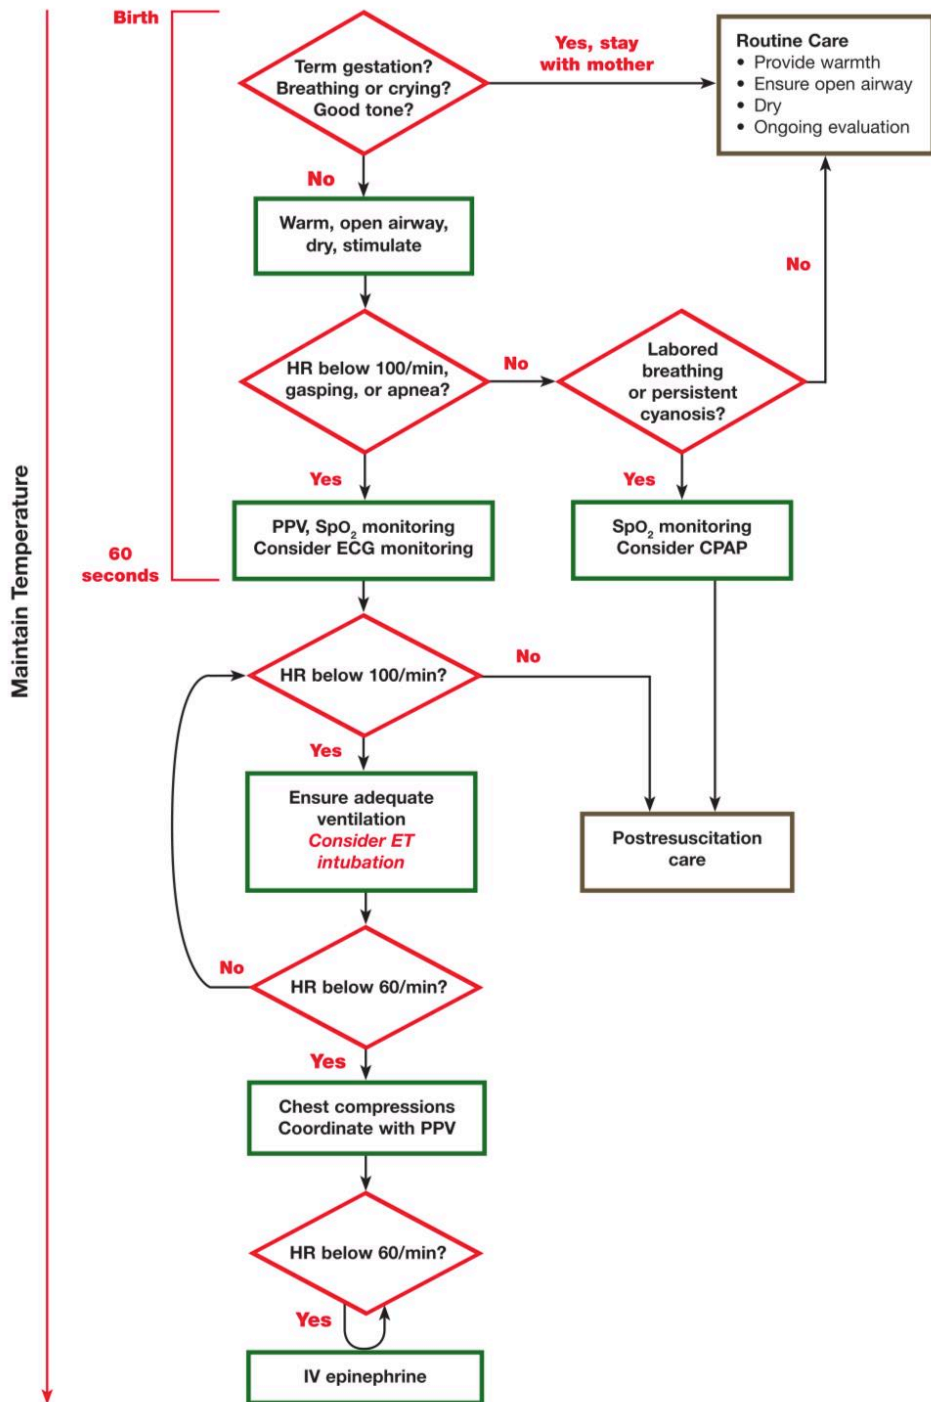 Birth
Term gestation?
Breathing or crying?
Good tone?
Yes, stay
with mother
Routine Care
• Provide warmth
• Ensure open airway
• Dry
• Ongoing evaluation
No
Warm, open airway,
dry, stimulate
No
HR below 100/min,
gasping, or apnea?
No
Labored
breathing
or persistent
cyanosis?
Yes
Yes
PPV, SpO₂ monitoring
Consider ECG monitoring
SpO₂ monitoring
Consider CPAP
60
seconds
Maintain Temperature
HR below 100/min?
No
Yes
Ensure adequate
ventilation
Consider ET
intubation
Postresuscitation
care
No
HR below 60/min?
Yes
Chest compressions
Coordinate with PPV
HR below 60/min?
Yes
IV epinephrine